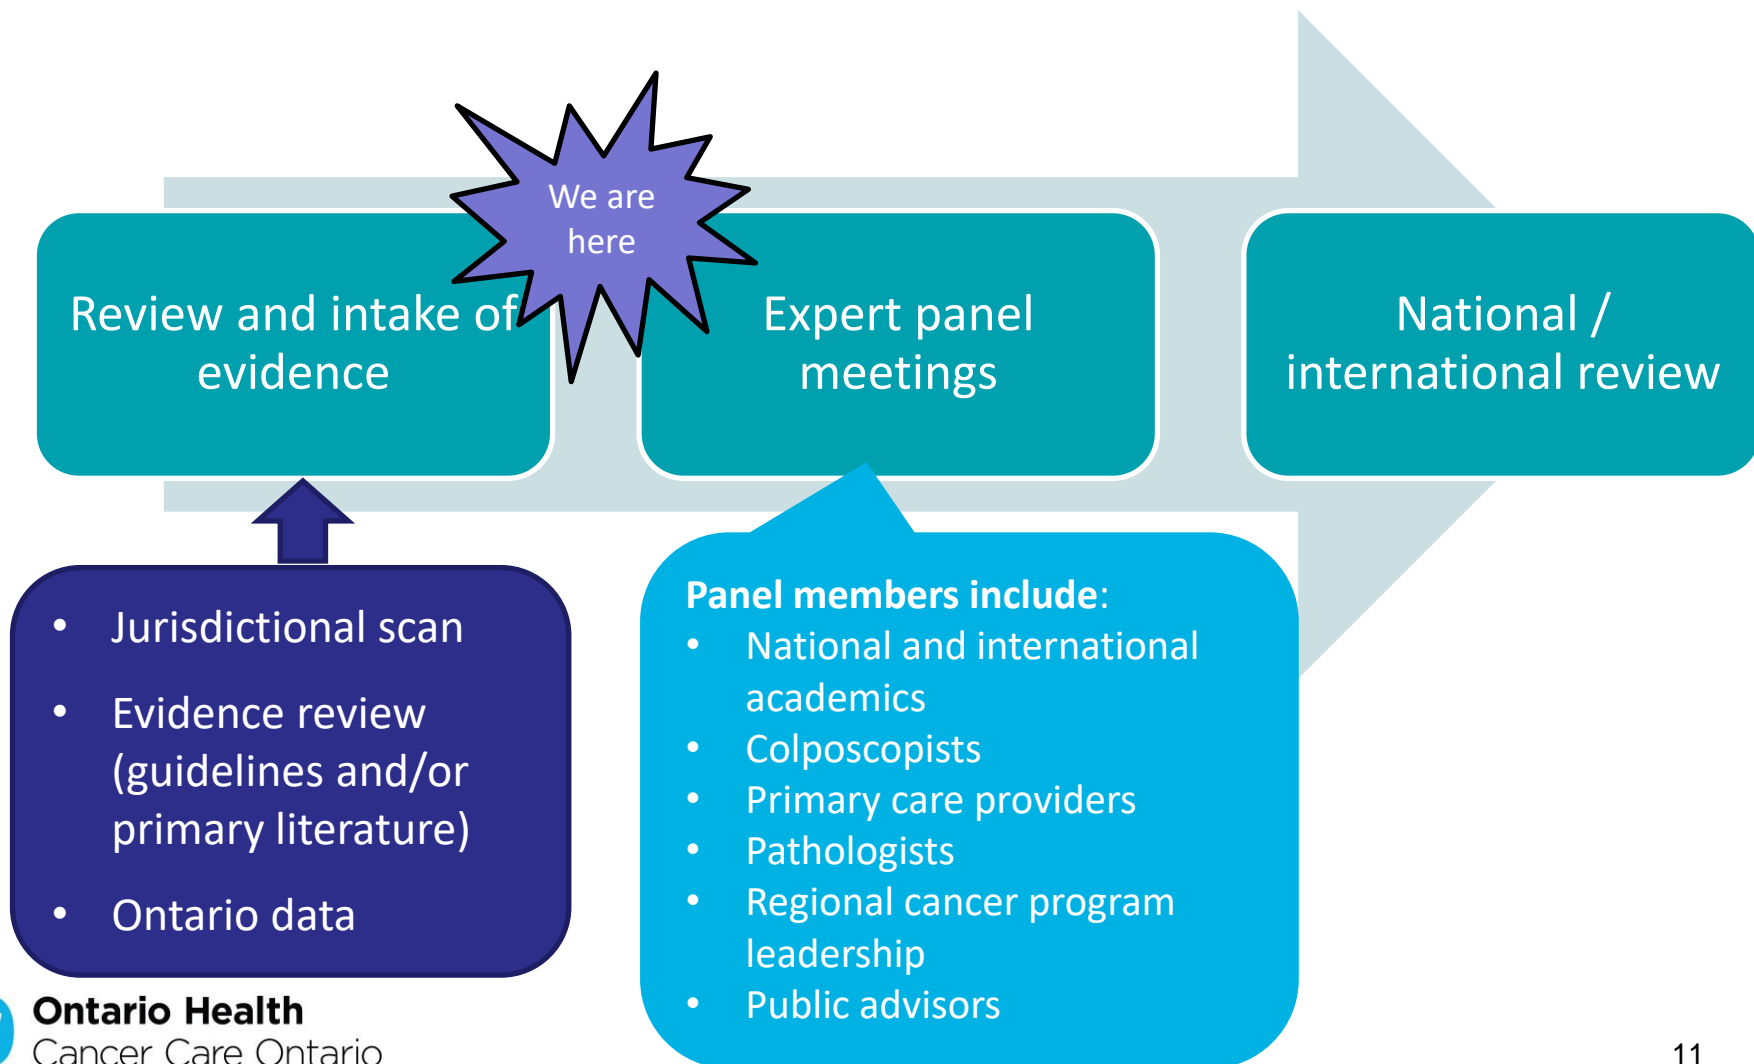 We are
here
Review and intake of
evidence
Expert panel
meetings
National /
international review
• Jurisdictional scan
• Evidence review
(guidelines and/or
primary literature)
• Ontario data
Panel members include:
• National and international
academics
• Colposcopists
• Primary care providers
• Pathologists
• Regional cancer program
leadership
• Public advisors
Ontario Health
Cancer Care Ontario
11